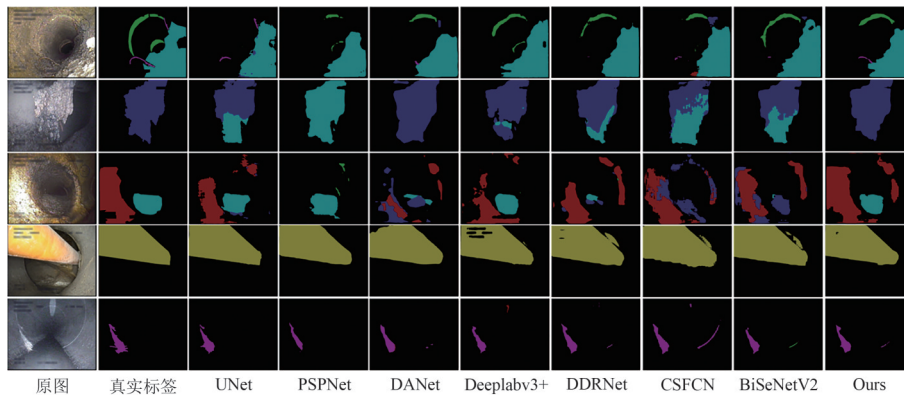 原图 真实标签 UNet PSPNet DANet Deeplabv3+ DDRNet CSFCN BiSeNetV2 Ours